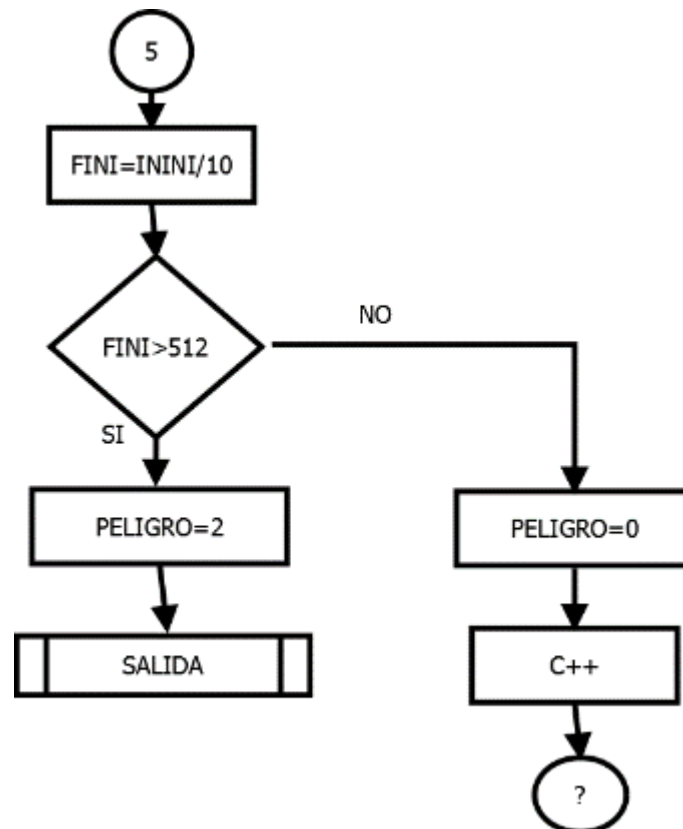 5
FINI=ININI/10
FINI>512
NO
SI
PELIGRO=2
PELIGRO=0
SALIDA
C++
?